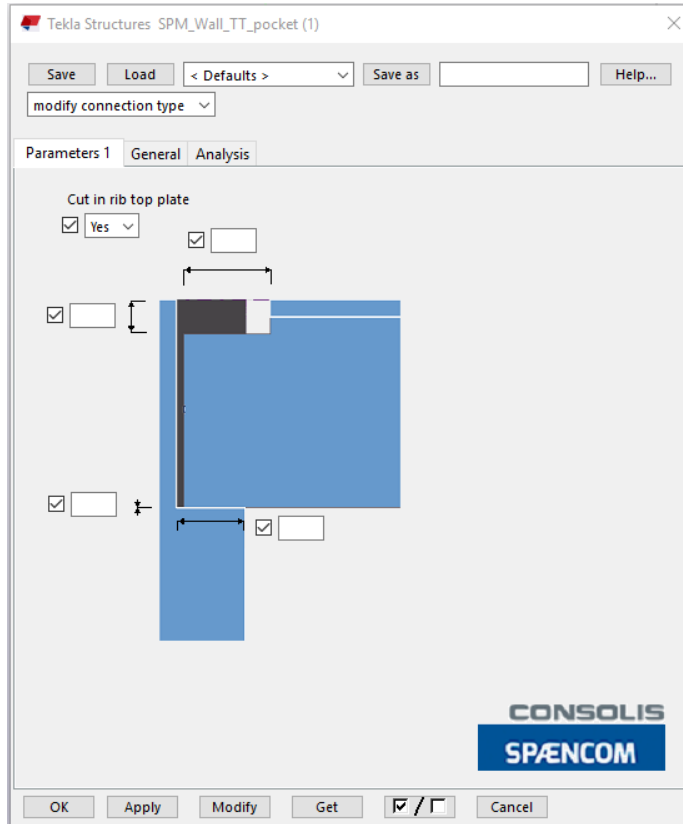 Tekla Structures SPM_Wall_TT_pocket (1)
Save Load < Defaults > Save as Help...
modify connection type
Parameters 1 General Analysis
Cut in rib top plate
Yes
CONSOLIS
SPÆNCOM
OK Apply Modify Get / Cancel